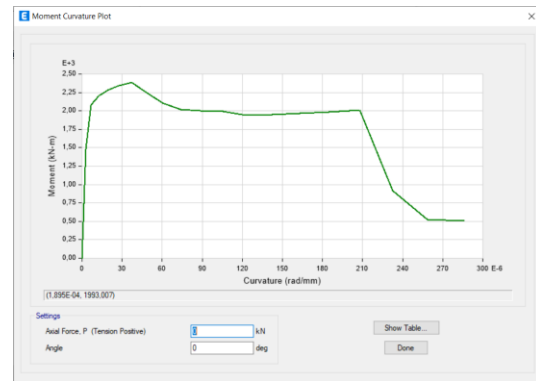 E Moment Curvature Plot
E+3
2,50
2,25
2,00
1,75
1,50
1,25
1,00
0,75
0,50
0,25
0,00
Moment (kN-m)
0 30 60 90 120 150 180 210 240 270 300 E-6
Curvature (rad/mm)
(1,895E-04, 1993,007)
Settings
Axial Force, P (Tension Positive) 0 kN
Show Table...
Angle 0 deg
Done